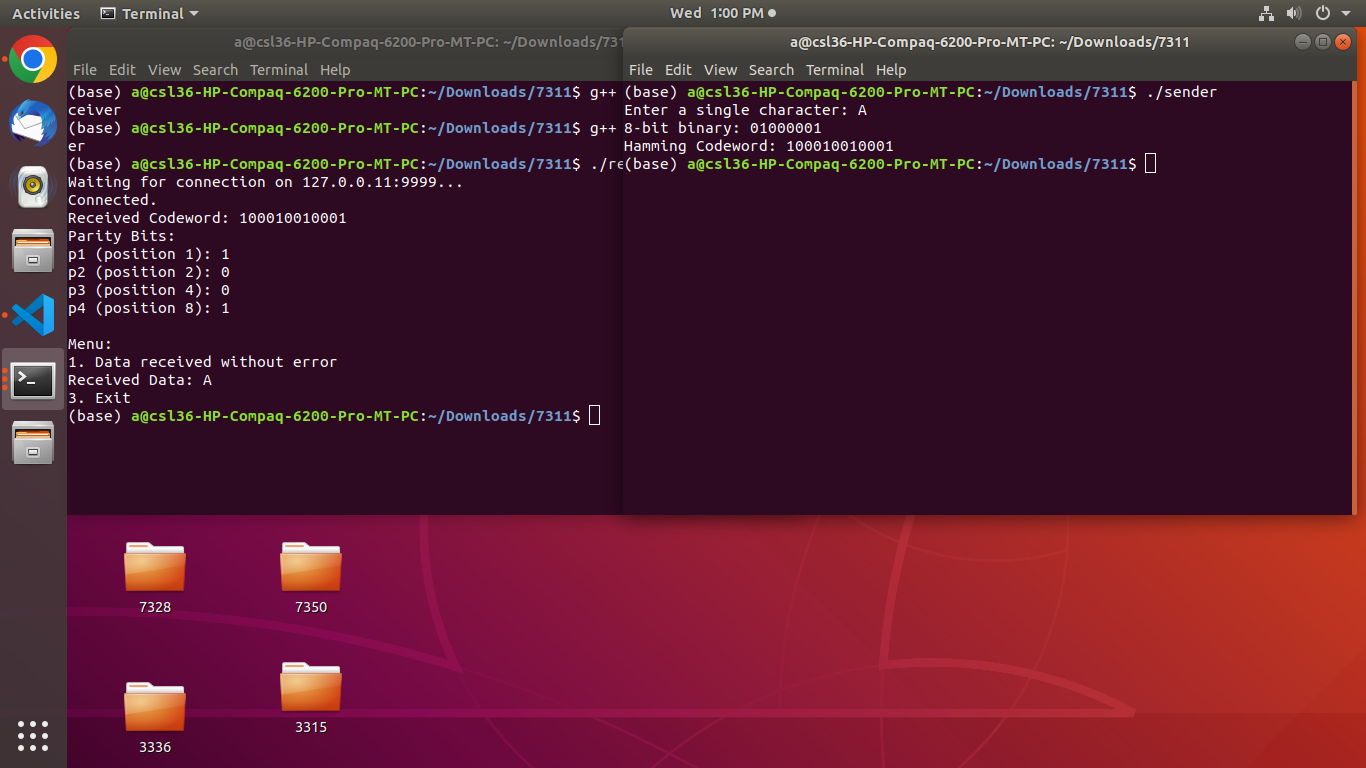 Activities
Terminal
Wed 1:00 PM
a@csl36-HP-Compaq-6200-Pro-MT-PC: ~/Downloads/731
File Edit View Search Terminal Help
(base) a@csl36-HP-Compaq-6200-Pro-MT-PC:~/Downloads/7311$ g++
ceiver
(base) a@csl36-HP-Compaq-6200-Pro-MT-PC:~/Downloads/7311$ g++
er
(base) a@csl36-HP-Compaq-6200-Pro-MT-PC:~/Downloads/7311$ ./re
Waiting for connection on 127.0.0.11:9999...
Connected.
Received Codeword: 100010010001
Parity Bits:
p1 (position 1): 1
p2 (position 2): 0
p3 (position 4): 0
p4 (position 8): 1
Menu:
1. Data received without error
Received Data: A
3. Exit
(base) a@csl36-HP-Compaq-6200-Pro-MT-PC:~/Downloads/7311$
a@csl36-HP-Compaq-6200-Pro-MT-PC: ~/Downloads/7311
File Edit View Search Terminal Help
(base) a@csl36-HP-Compaq-6200-Pro-MT-PC:~/Downloads/7311$ ./sender
Enter a single character: A
8-bit binary: 01000001
Hamming Codeword: 100010010001
(base) a@csl36-HP-Compaq-6200-Pro-MT-PC:~/Downloads/7311$
7328
7350
3336
3315